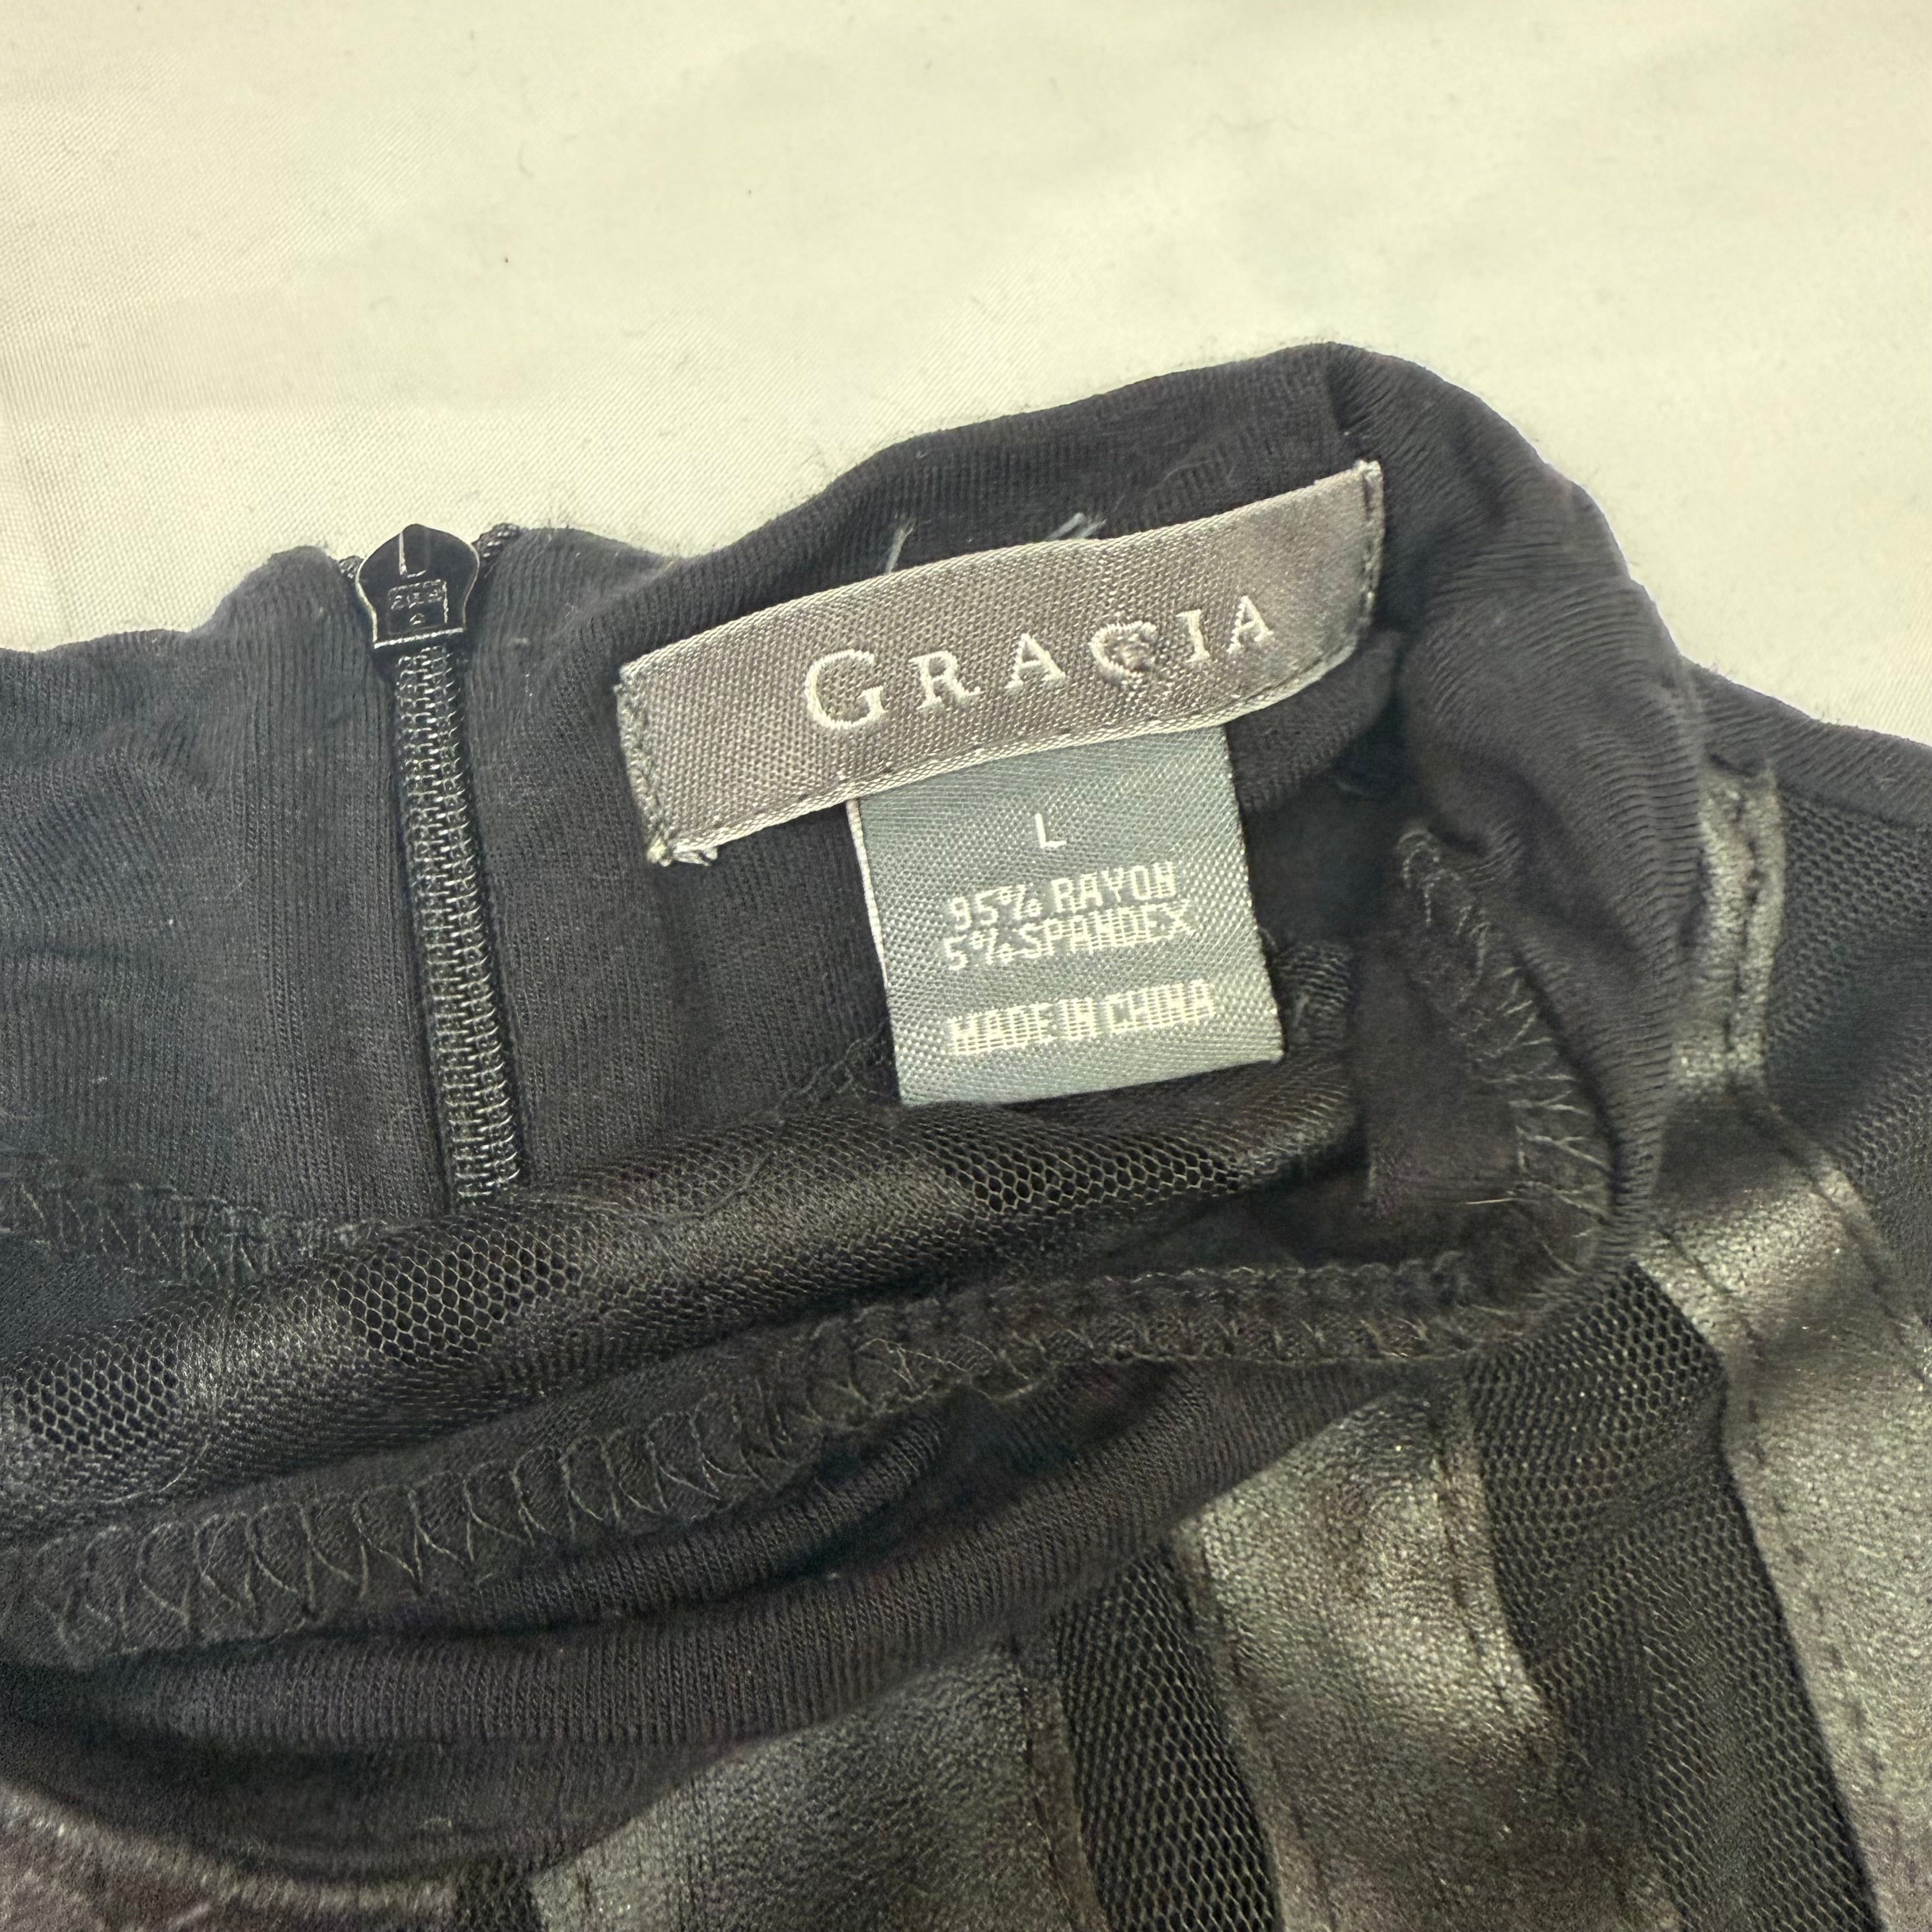 GRACIA
L
95% RAYON
5% SPANDEX
MADE IN CHINA